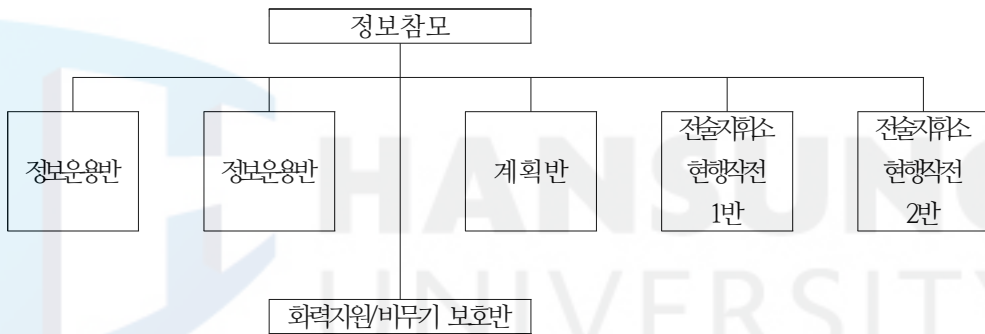 정보참모
정보운용반
정보운용반
계획반
전술지휘소
현행작전
1반
전술지휘소
현행작전
2반
화력지원/비무기 보호반
HANSUNG
UNIVERSITY